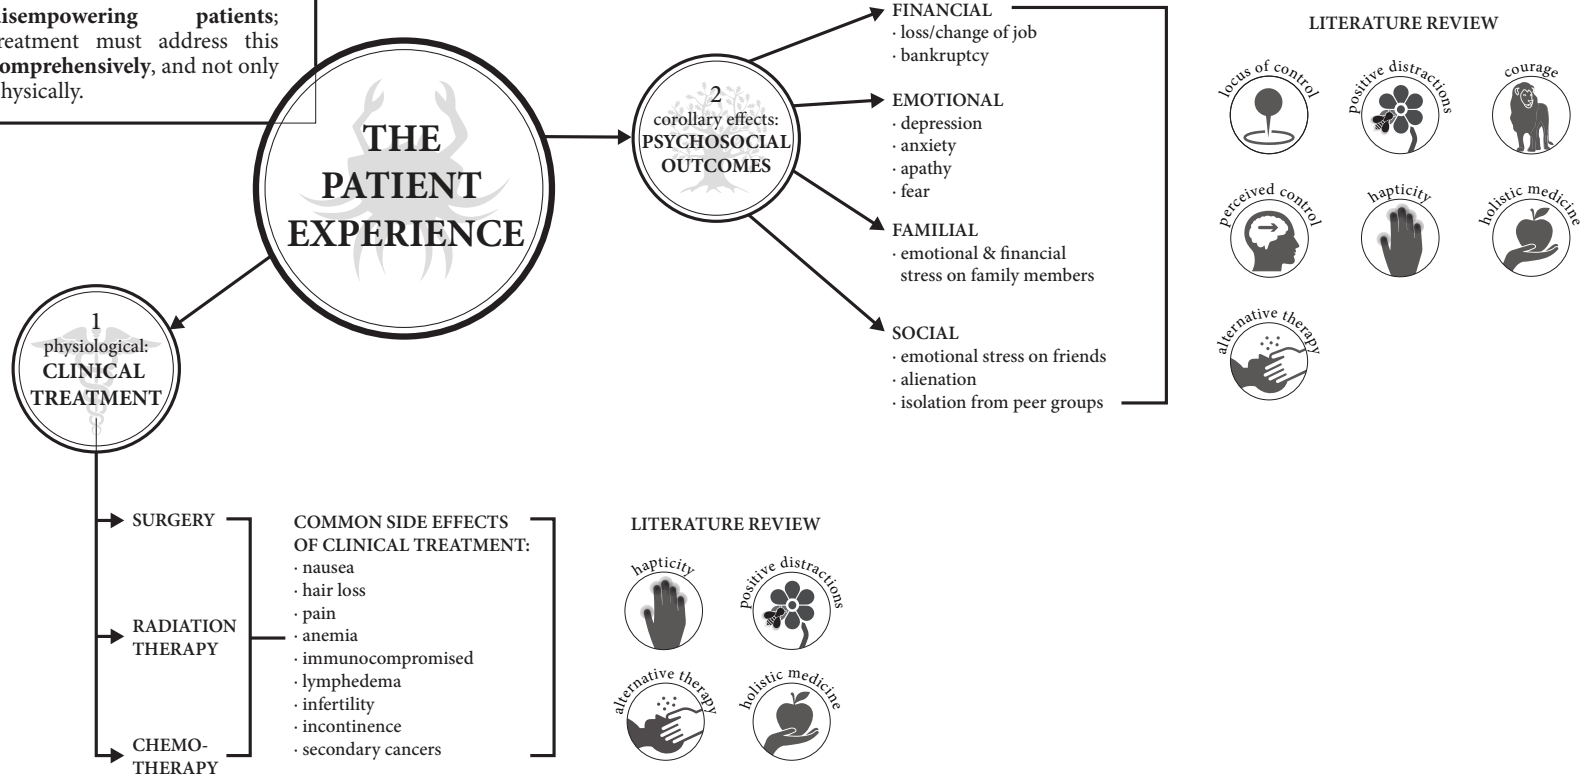 patients;
treatment must address this
comprehensively, and not only
physically.
THE
PATIENT
EXPERIENCE
1
physiological:
CLINICAL
TREATMENT
SURGERY
RADIATION
THERAPY
CHEMO-
THERAPY
COMMON SIDE EFFECTS
OF CLINICAL TREATMENT:
· nausea
· hair loss
· pain
· anemia
· immunocompromised
· lymphedema
· infertility
· incontinence
· secondary cancers
LITERATURE REVIEW
hapticity
positive distractions
alternative therapy
holistic medicine
2
corollary effects:
PSYCHOSOCIAL
OUTCOMES
FINANCIAL
· loss/change of job
· bankruptcy
EMOTIONAL
· depression
· anxiety
· apathy
· fear
FAMILIAL
· emotional & financial
stress on family members
SOCIAL
· emotional stress on friends
· alienation
· isolation from peer groups
LITERATURE REVIEW
locus of control
positive distractions
courage
perceived control
hapticity
holistic medicine
alternative therapy